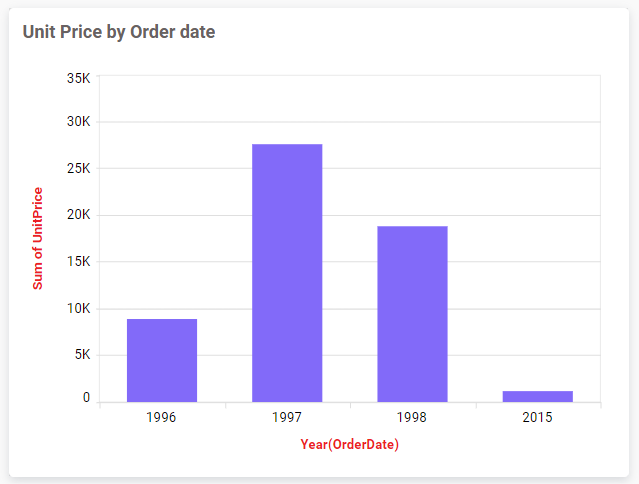 Unit Price by Order date
35K
30K
25K
20K
15K
10K
5K
0
Sum of UnitPrice
1996 1997 1998 2015
Year(OrderDate)